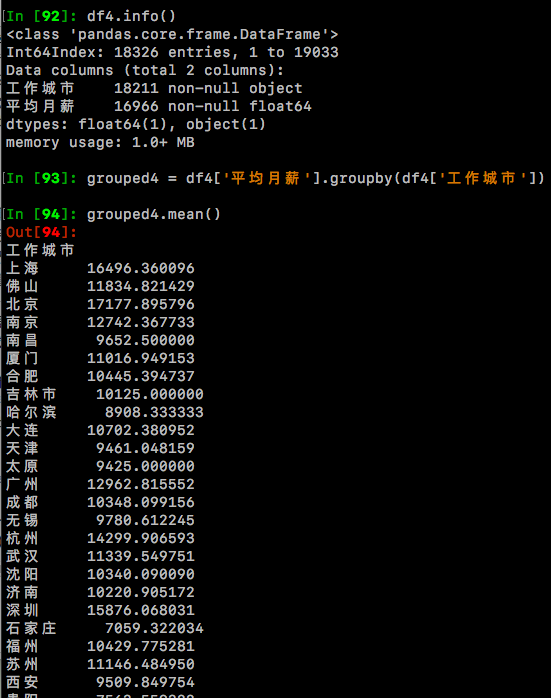 In [92]: df4.info()
<class 'pandas.core.frame.DataFrame'>
Int64Index: 18326 entries, 1 to 19033
Data columns (total 2 columns):
工作城市    18211 non-null object
平均月薪    16966 non-null float64
dtypes: float64(1), object(1)
memory usage: 1.0+ MB
In [93]: grouped4 = df4['平均月薪'].groupby(df4['工作城市'])
In [94]: grouped4.mean()
Out[94]:
工作城市
上海    16496.360096
佛山    11834.821429
北京    17177.895796
南京    12742.367733
南昌    9652.500000
厦门    11016.949153
合肥    10445.394737
吉林市    10125.000000
哈尔滨    8908.333333
大连    10702.380952
天津    9461.048159
太原    9425.000000
广州    12962.815552
成都    10348.099156
无锡    9780.612245
杭州    14299.906593
武汉    11339.549751
沈阳    10340.090090
济南    10220.905172
深圳    15876.068031
石家庄    7059.322034
福州    10429.775281
苏州    11146.484950
西安    9509.849754